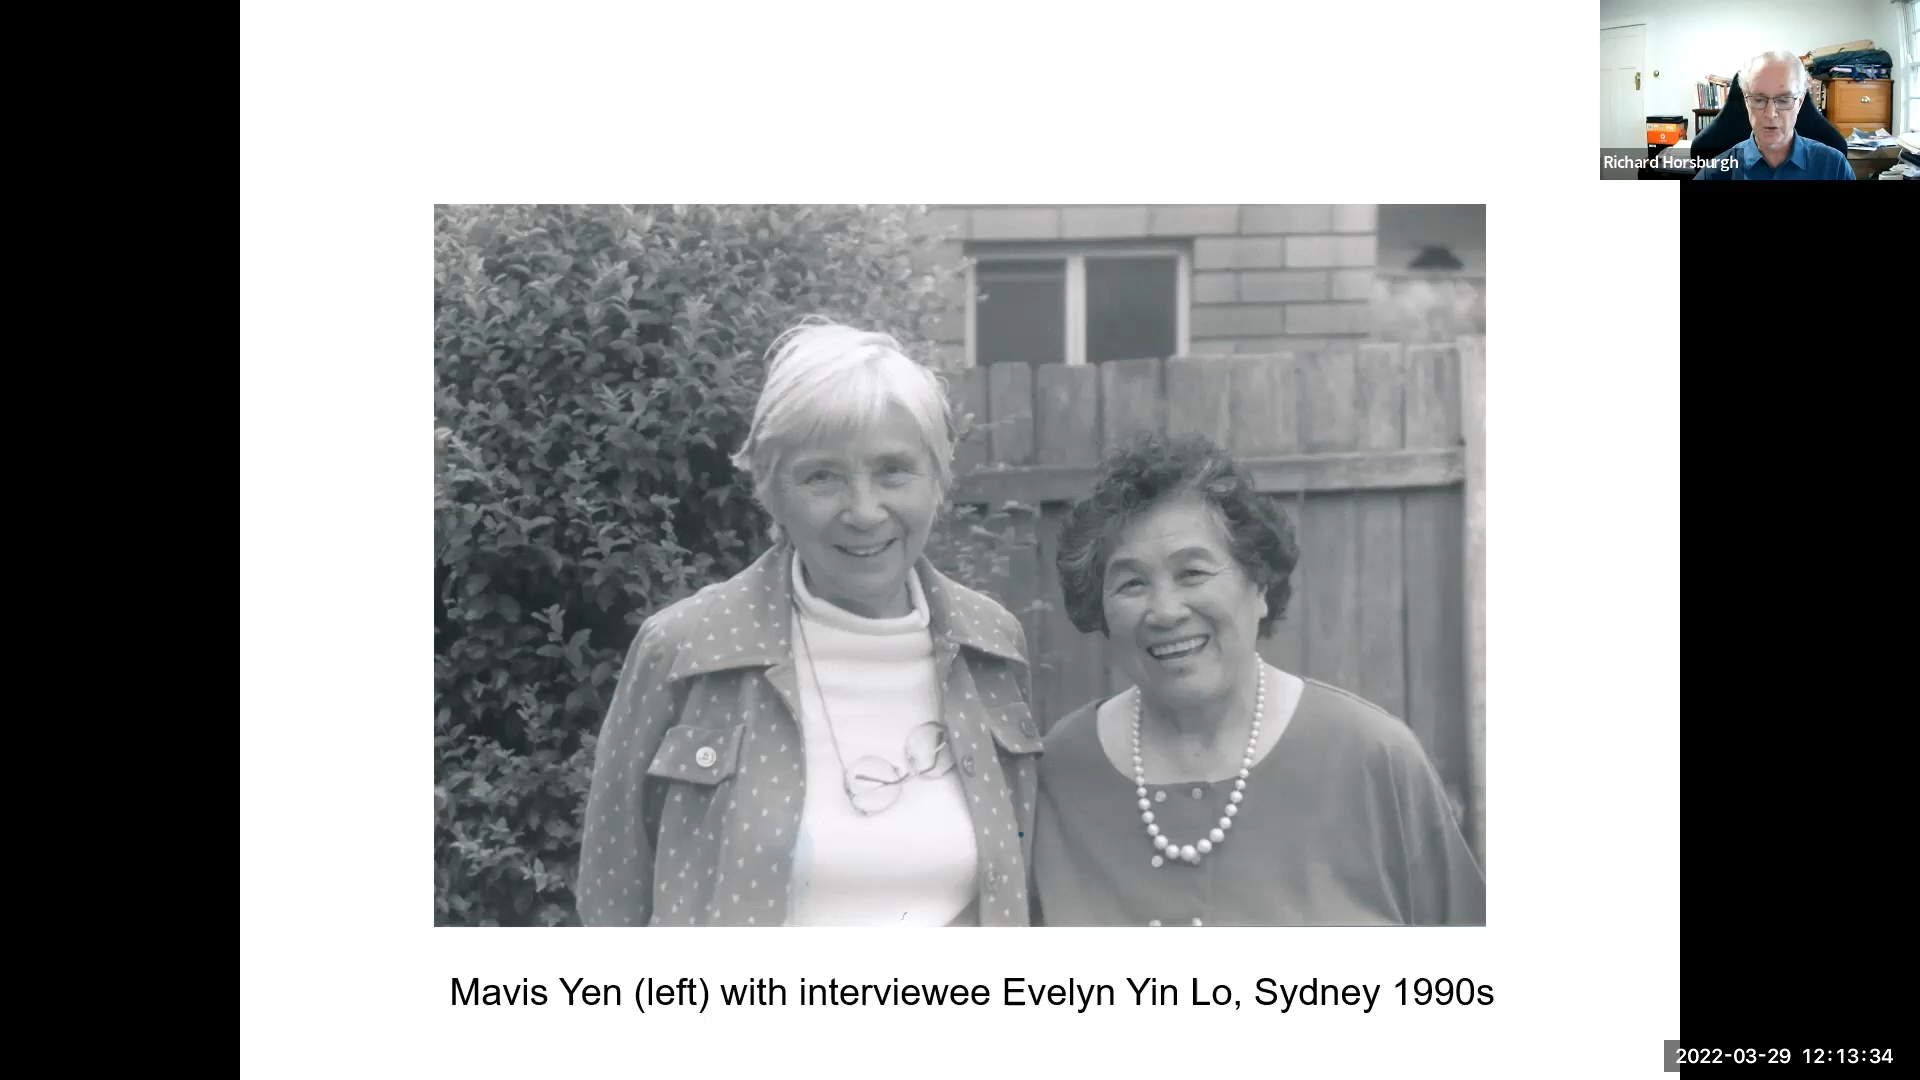 Richard Horsburgh
Mavis Yen (left) with interviewee Evelyn Yin Lo, Sydney 1990s
2022-03-29 12:13:34